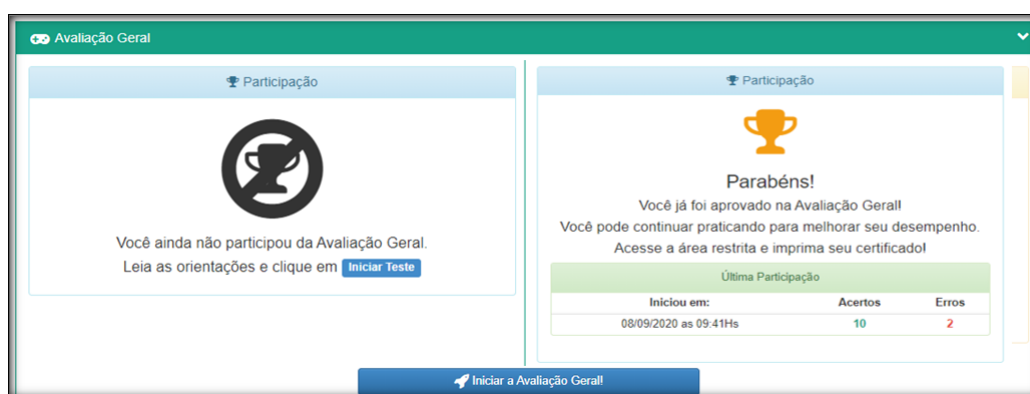 Avaliação Geral
Participação
Você ainda não participou da Avaliação Geral.
Leia as orientações e clique em Iniciar Teste
Participação
Parabéns!
Você já foi aprovado na Avaliação Geral!
Você pode continuar praticando para melhorar seu desempenho.
Acesse a área restrita e imprima seu certificado!
Última Participação
Iniciou em: Acertos Erros
08/09/2020 as 09:41Hs 10 2
Iniciar a Avaliação Geral!